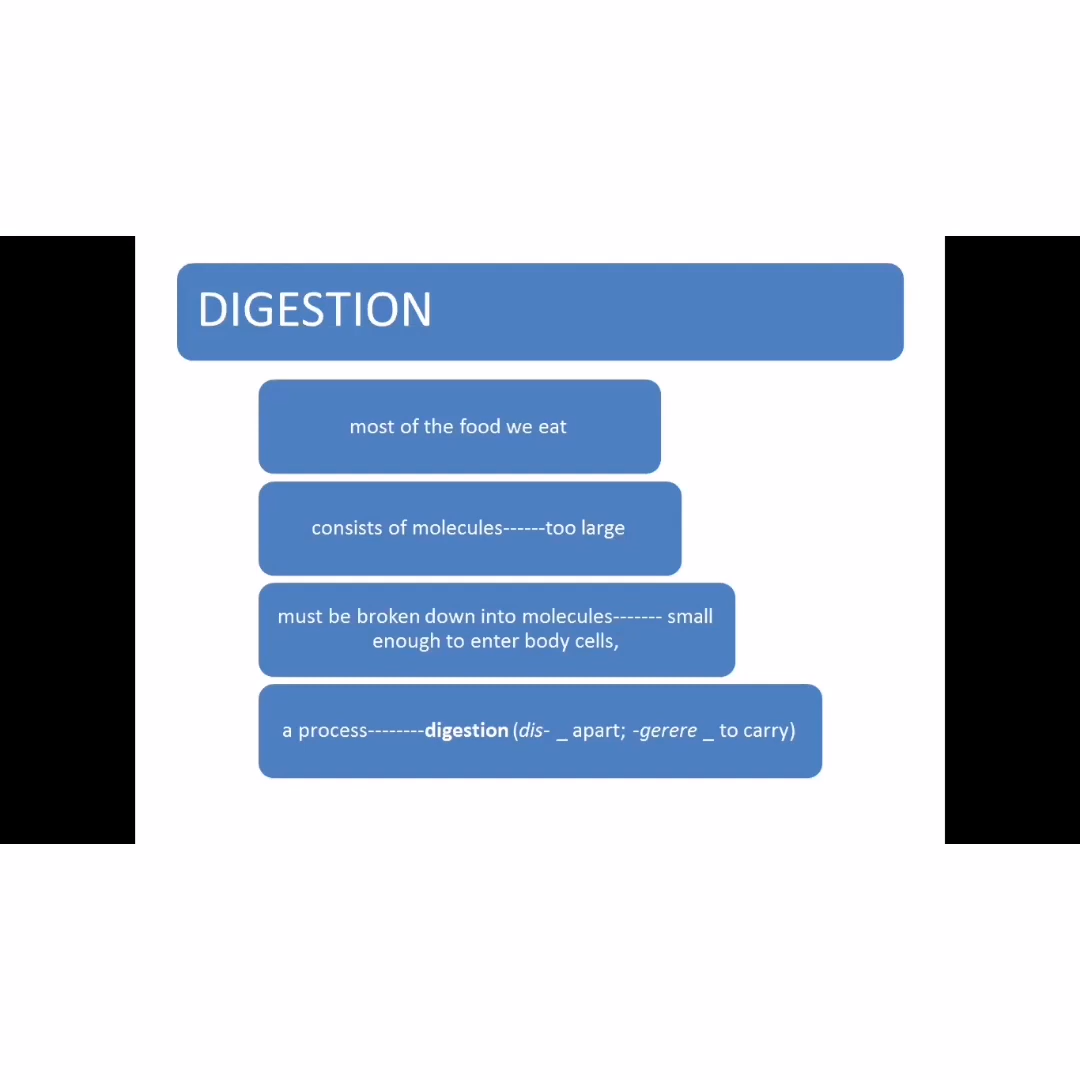 DIGESTION
most of the food we eat
consists of molecules------too large
must be broken down into molecules------- small
enough to enter body cells,
a process--------digestion (dis- _ apart; -gerere _ to carry)